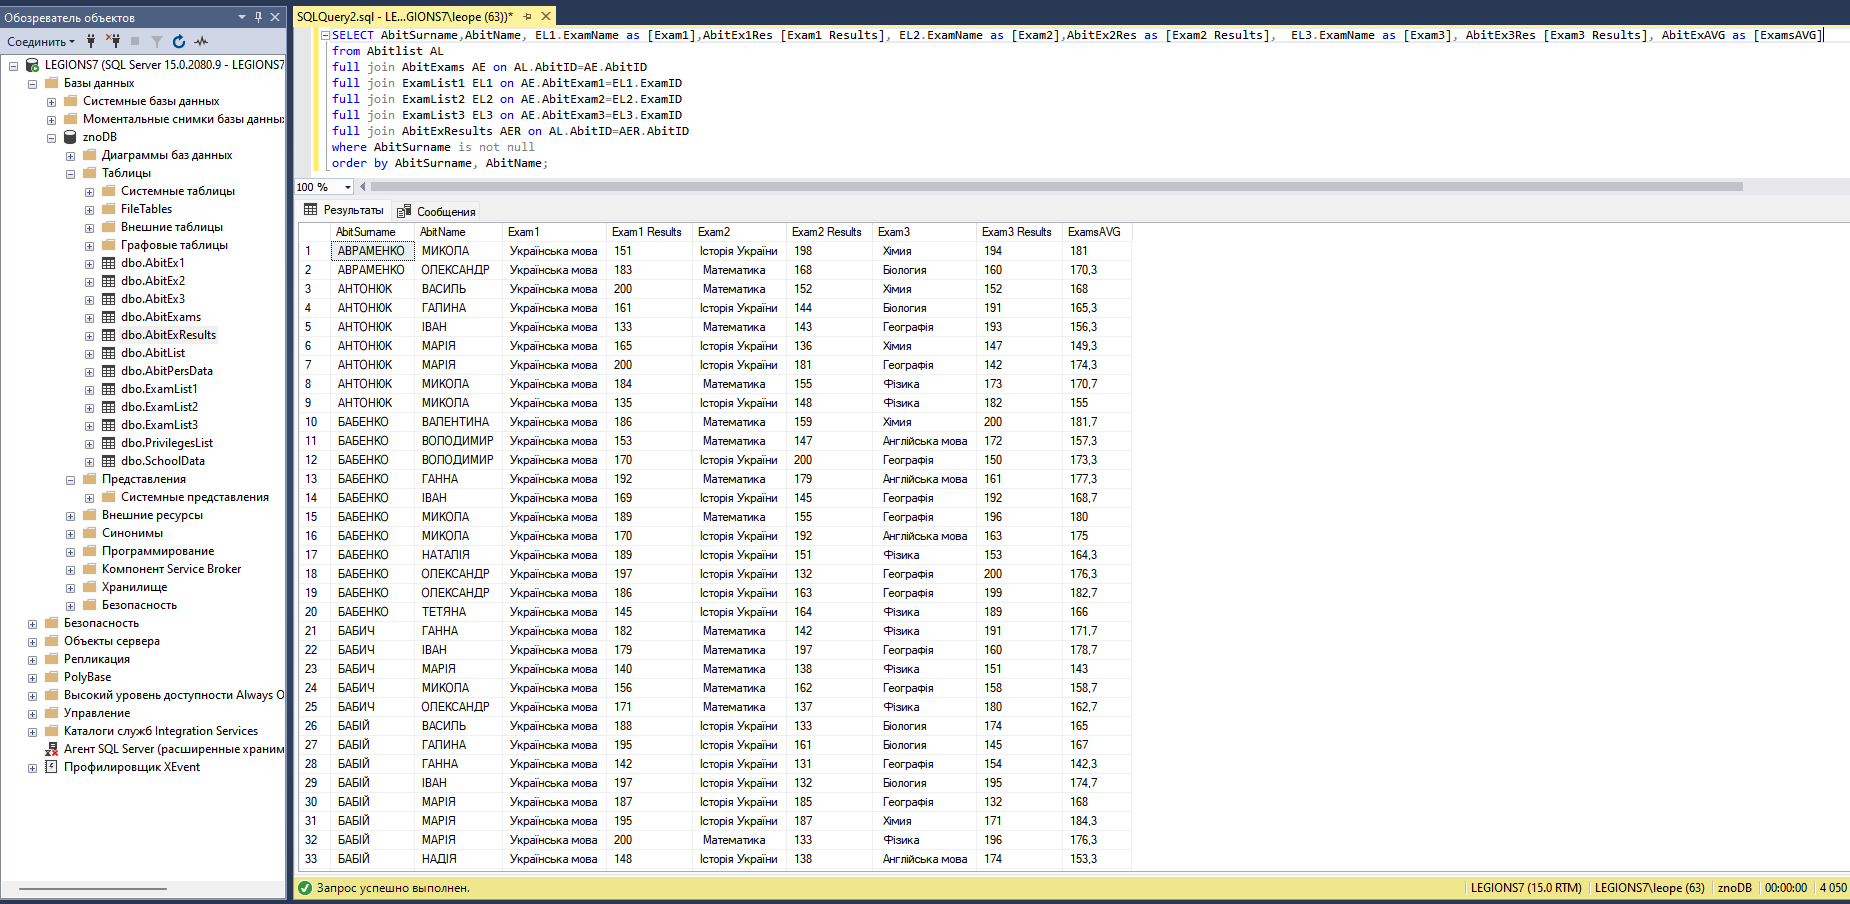 Обозреватель объектов
Соединить
LEGIONS7 (SQL Server 15.0.2080.9 - LEGIONS7
Базы данных
Системные базы данных
Моментальные снимки базы данны
znoDB
Диаграммы баз данных
Таблицы
Системные таблицы
FileTables
Внешние таблицы
Графовые таблицы
dbo.AbitEx1
dbo.AbitEx2
dbo.AbitEx3
dbo.AbitExams
dbo.AbitExResults
dbo.AbitList
dbo.AbitPersData
dbo.ExamList1
dbo.ExamList2
dbo.ExamList3
dbo.PrivilegesList
dbo.SchoolData
Представления
Системные представления
Внешние ресурсы
Синонимы
Программирование
Компонент Service Broker
Хранилище
Безопасность
Безопасность
Объекты сервера
Репликация
PolyBase
Высокий уровень доступности Always O
Управление
Каталоги служб Integration Services
Агент SQL Server (расширенные храним
Профилировщик XEvent
SQLQuery2.sql - LE...GIONS7\leope (63))*
SELECT AbitSurname,AbitName, EL1.ExamName as [Exam1],AbitEx1Res [Exam1 Results], EL2.ExamName as [Exam2],AbitEx2Res as [Exam2 Results],  EL3.ExamName as [Exam3], AbitEx3Res [Exam3 Results], AbitExAVG as [ExamsAVG]
from Abitlist AL
full join AbitExams AE on AL.AbitID=AE.AbitID
full join ExamList1 EL1 on AE.AbitExam1=EL1.ExamID
full join ExamList2 EL2 on AE.AbitExam2=EL2.ExamID
full join ExamList3 EL3 on AE.AbitExam3=EL3.ExamID
full join AbitExResults AER on AL.AbitID=AER.AbitID
where AbitSurname is not null
order by AbitSurname, AbitName;
100 %
Результаты Сообщения
AbitSurname AbitName Exam1 Exam1 Results Exam2 Exam2 Results Exam3 Exam3 Results ExamsAVG
1 АВРАМЕНКО МИКОЛА Українська мова 151 Історія України 198 Хімия 194 181
2 АВРАМЕНКО ОЛЕКСАНДР Українська мова 183 Математика 168 Біология 160 170,3
3 АНТОНЮК ВАСИЛЬ Українська мова 200 Математика 152 Хімия 152 168
4 АНТОНЮК ГАЛИНА Українська мова 161 Історія України 144 Біология 191 165,3
5 АНТОНЮК ІВАН Українська мова 133 Математика 143 Географія 193 156,3
6 АНТОНЮК МАРІЯ Українська мова 165 Історія України 136 Хімия 147 149,3
7 АНТОНЮК МАРІЯ Українська мова 200 Історія України 181 Географія 142 174,3
8 АНТОНЮК МИКОЛА Українська мова 184 Математика 155 Фізика 173 170,7
9 АНТОНЮК МИКОЛА Українська мова 135 Історія України 148 Фізика 182 155
10 БАБЕНКО ВАЛЕНТИНА Українська мова 186 Математика 159 Хімия 200 181,7
11 БАБЕНКО ВОЛОДИМИР Українська мова 153 Математика 147 Англійська мова 172 157,3
12 БАБЕНКО ВОЛОДИМИР Українська мова 170 Історія України 200 Географія 150 173,3
13 БАБЕНКО ГАННА Українська мова 192 Математика 179 Англійська мова 161 177,3
14 БАБЕНКО ІВАН Українська мова 169 Історія України 145 Географія 192 168,7
15 БАБЕНКО МИКОЛА Українська мова 189 Математика 155 Географія 196 180
16 БАБЕНКО МИКОЛА Українська мова 170 Історія України 192 Англійська мова 163 175
17 БАБЕНКО НАТАЛІЯ Українська мова 189 Історія України 151 Фізика 153 164,3
18 БАБЕНКО ОЛЕКСАНДР Українська мова 197 Історія України 132 Географія 200 176,3
19 БАБЕНКО ОЛЕКСАНДР Українська мова 186 Історія України 163 Географія 199 182,7
20 БАБЕНКО ТЕТЯНА Українська мова 145 Історія України 164 Фізика 189 166
21 БАБИЧ ГАННА Українська мова 182 Математика 142 Фізика 191 171,7
22 БАБИЧ ІВАН Українська мова 179 Математика 197 Географія 160 178,7
23 БАБИЧ МАРІЯ Українська мова 140 Математика 138 Фізика 151 143
24 БАБИЧ МИКОЛА Українська мова 156 Математика 162 Географія 158 158,7
25 БАБИЧ ОЛЕКСАНДР Українська мова 171 Математика 137 Фізика 180 162,7
26 БАБІЙ ВАСИЛЬ Українська мова 188 Історія України 133 Біологія 174 165
27 БАБІЙ ГАЛИНА Українська мова 195 Історія України 161 Біологія 145 167
28 БАБІЙ ГАННА Українська мова 142 Історія України 131 Географія 154 142,3
29 БАБІЙ ІВАН Українська мова 197 Історія України 132 Біологія 195 174,7
30 БАБІЙ МАРІЯ Українська мова 187 Історія України 185 Географія 132 168
31 БАБІЙ МАРІЯ Українська мова 195 Історія України 187 Хімия 171 184,3
32 БАБІЙ МАРІЯ Українська мова 200 Математика 133 Фізика 196 176,3
33 БАБІЙ НАДІЯ Українська мова 148 Історія України 138 Англійська мова 174 153,3
Запрос успешно выполнен.
LEGIONS7 (15.0 RTM) LEGIONS7\leope (63) znoDB 00:00:00 4 050